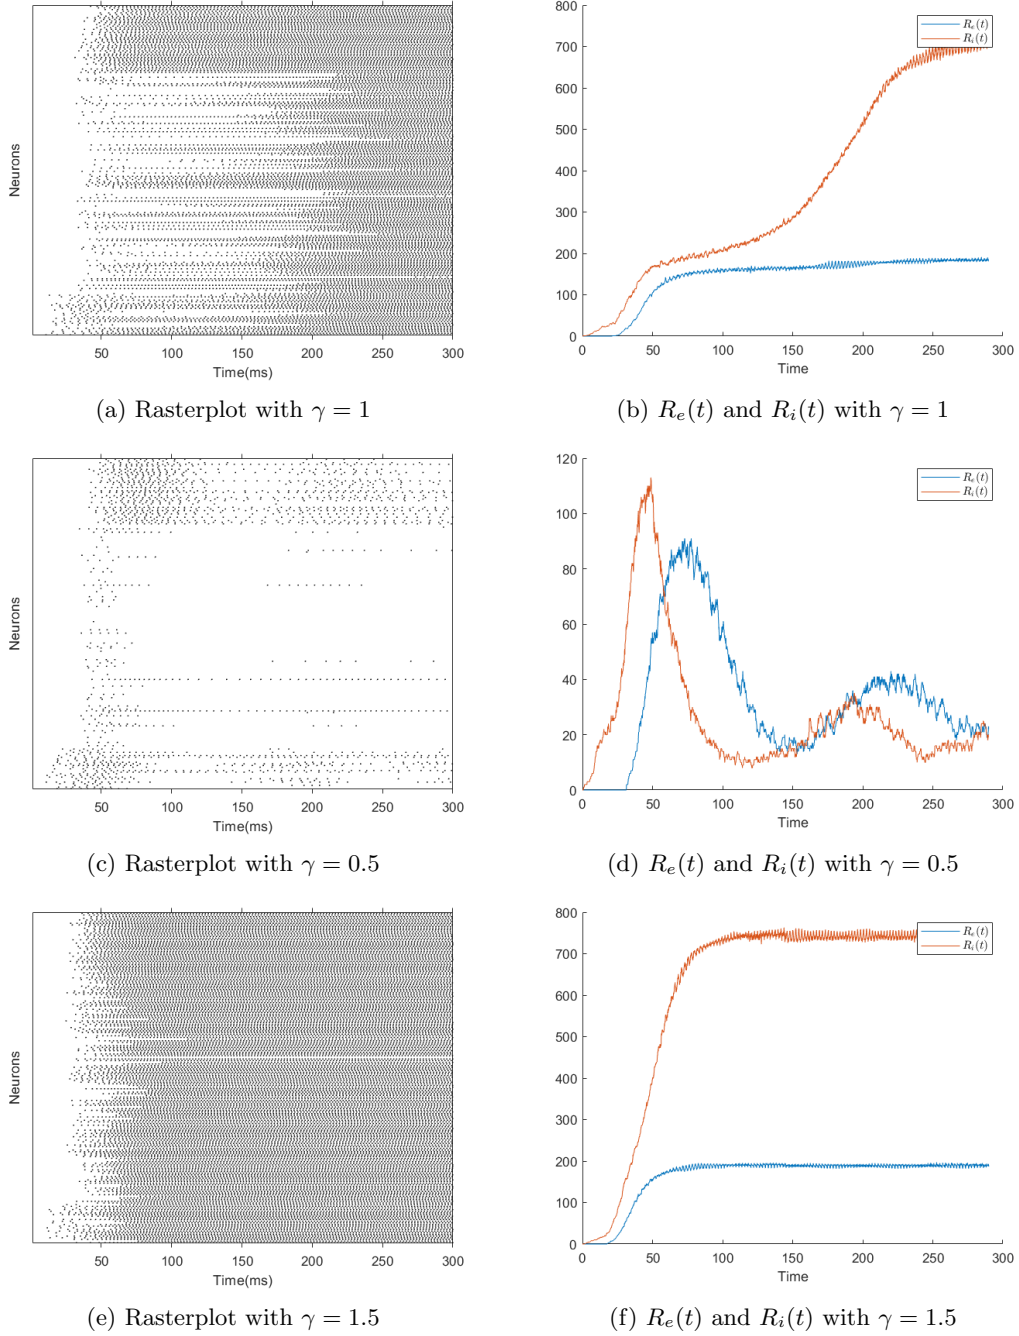 Neurons
50 100 150 200 250 300
Time(ms)
(a) Rasterplot with γ = 1
800
700
600
500
400
300
200
100
0
0 50 100 150 200 250 300
Time
R_e(t)
R_i(t)
(b) R_e(t) and R_i(t) with γ = 1
Neurons
50 100 150 200 250 300
Time(ms)
(c) Rasterplot with γ = 0.5
120
100
80
60
40
20
0
0 50 100 150 200 250 300
Time
R_e(t)
R_i(t)
(d) R_e(t) and R_i(t) with γ = 0.5
Neurons
50 100 150 200 250 300
Time(ms)
(e) Rasterplot with γ = 1.5
800
700
600
500
400
300
200
100
0
0 50 100 150 200 250 300
Time
R_e(t)
R_i(t)
(f) R_e(t) and R_i(t) with γ = 1.5